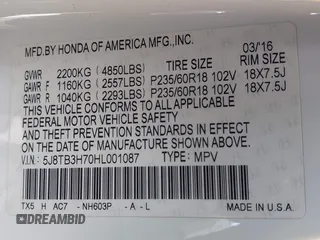 MFD. BY HONDA OF AMERICA MFG., INC. 03/16
TIRE SIZE RIM SIZE
GVWR 2200KG (4850LBS)
GAWR F 1160KG (2557LBS) P235/60R18 102V 18X7.5J
GAWR R 1040KG (2293LBS) P235/60R18 102V 18X7.5J
THIS VEHICLE CONFORMS TO ALL APPLICABLE
FEDERAL MOTOR VEHICLE SAFETY AND THEFT
PREVENTION STANDARDS IN EFFECT ON THE
DATE OF MANUFACTURE SHOWN ABOVE.
V.I.N.: 5J8TB3H70HL001087 TYPE: MPV
TX5 H AC7 - NH603P - A - L
DIDBAUTO